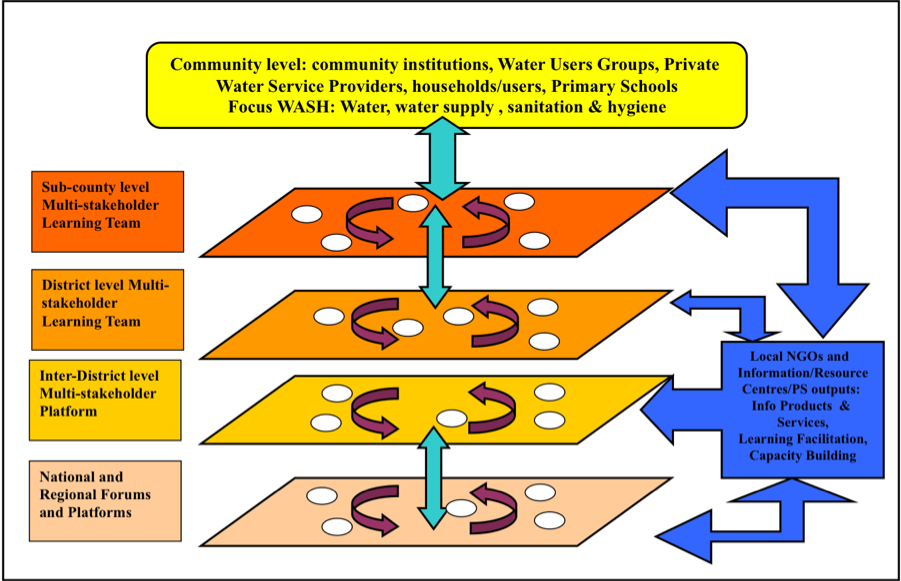 Community level: community institutions, Water Users Groups, Private
Water Service Providers, households/users, Primary Schools
Focus WASH: Water, water supply , sanitation & hygiene
Sub-county level
Multi-stakeholder
Learning Team
District level Multi-
stakeholder
Learning Team
Inter-District level
Multi-stakeholder
Platform
National and
Regional Forums
and Platforms
Local NGOs and
Information/Resource
Centres/PS outputs:
Info Products &
Services,
Learning Facilitation,
Capacity Building